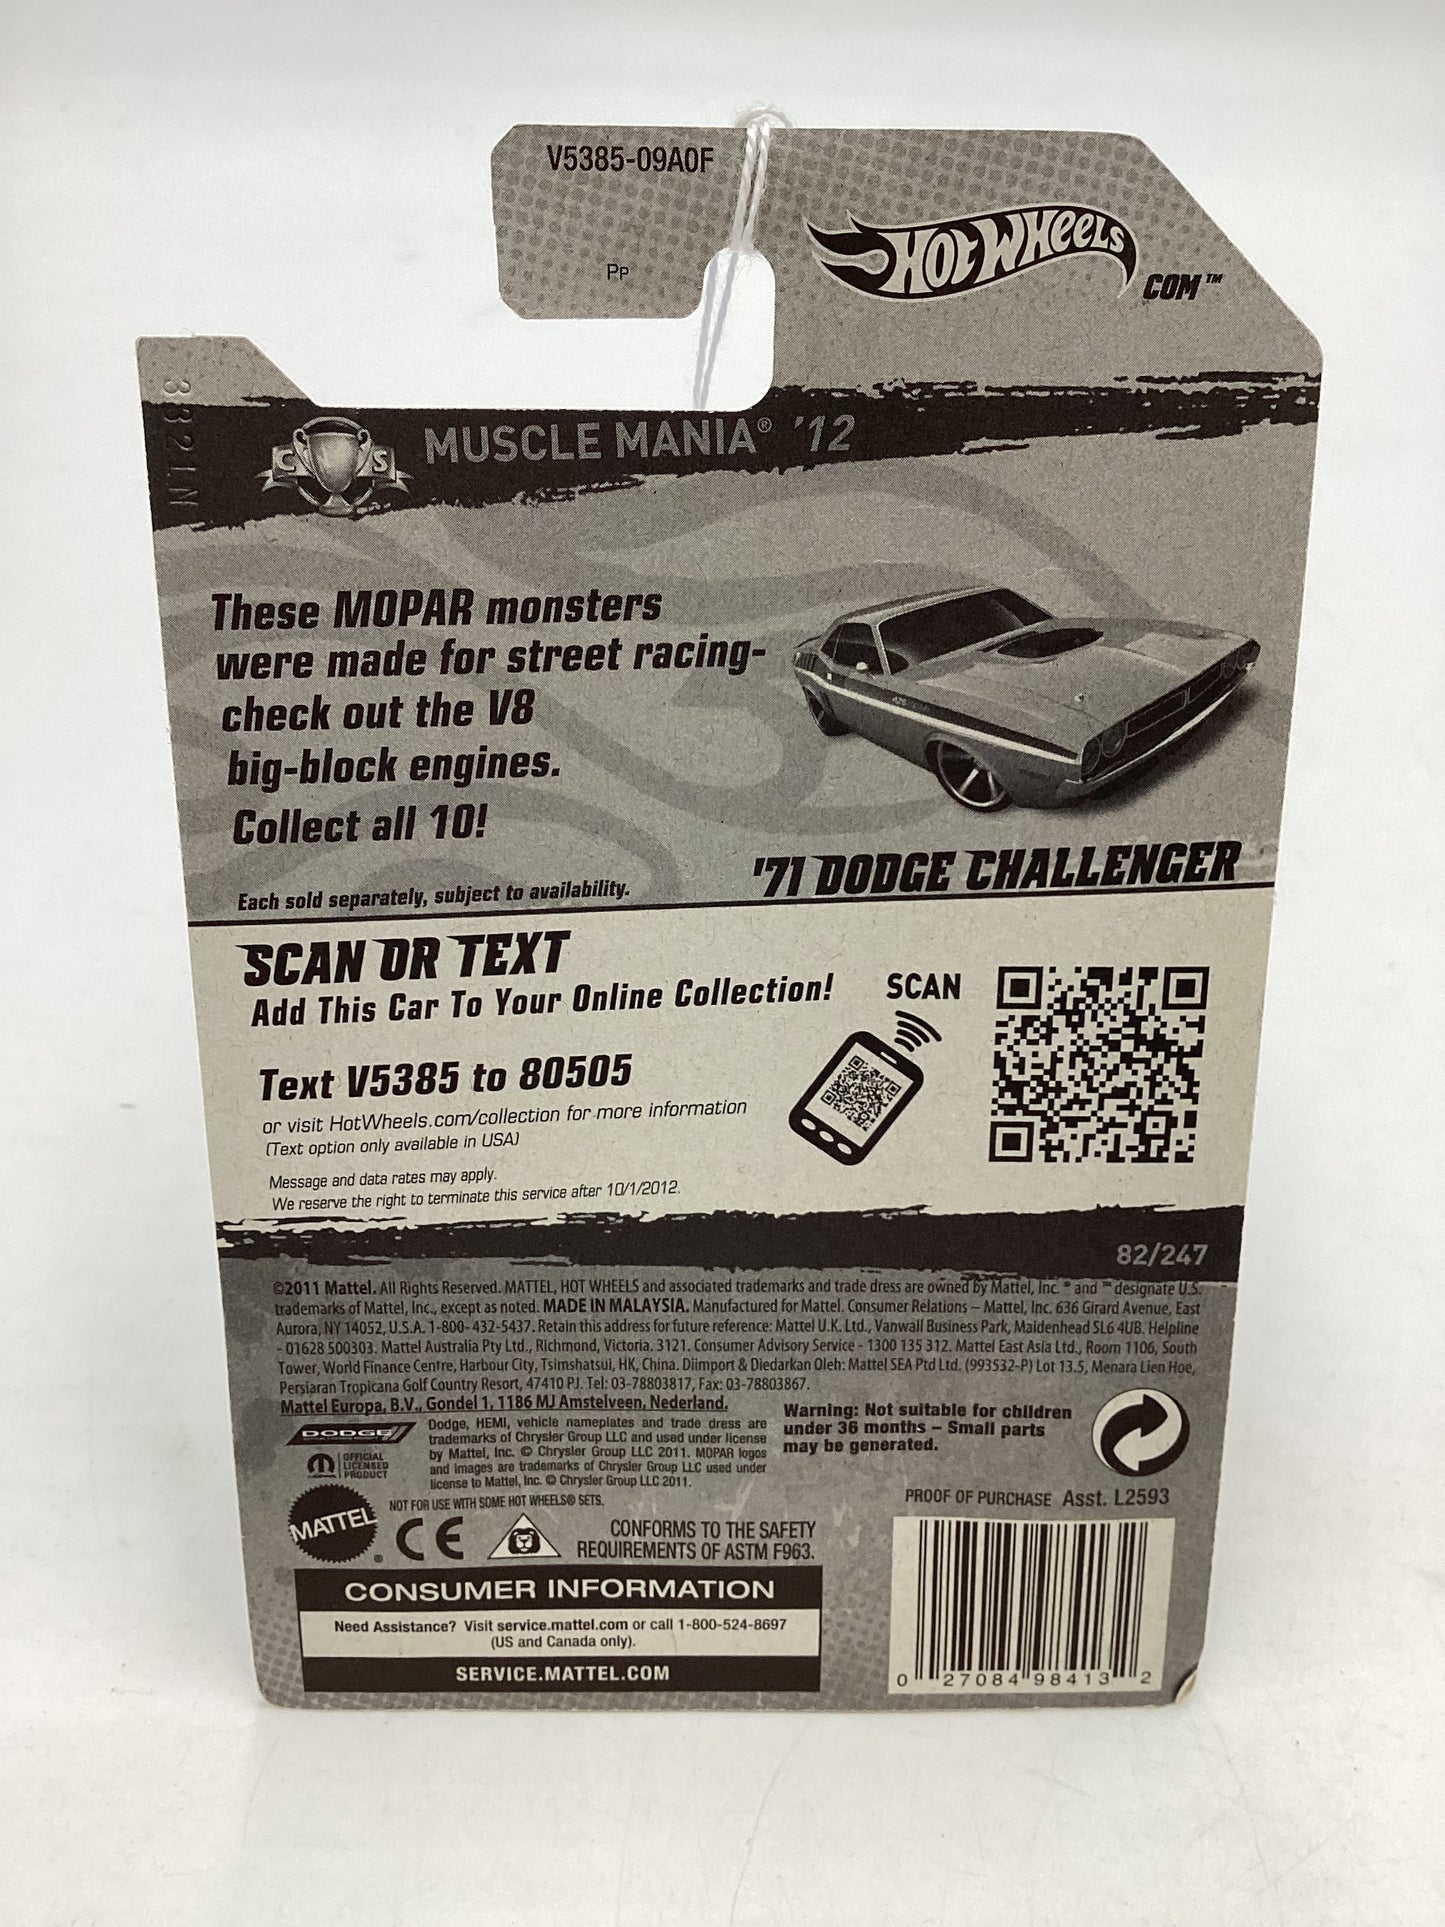 V5385-09A0F
Pp
HOT WHEELS
.COM™
3321N
C S
MUSCLE MANIA® '12
These MOPAR monsters
were made for street racing-
check out the V8
big-block engines.
Collect all 10!
Each sold separately, subject to availability.
'71 DODGE CHALLENGER
SCAN OR TEXT
Add This Car To Your Online Collection!
SCAN
Text V5385 to 80505
or visit HotWheels.com/collection for more information
(Text option only available in USA)
Message and data rates may apply.
We reserve the right to terminate this service after 10/1/2012.
82/247
©2011 Mattel. All Rights Reserved. MATTEL, HOT WHEELS and associated trademarks and trade dress are owned by Mattel, Inc. ® and ™ designate U.S.
trademarks of Mattel, Inc., except as noted. MADE IN MALAYSIA. Manufactured for Mattel. Consumer Relations – Mattel, Inc. 636 Girard Avenue, East
Aurora, NY 14052, U.S.A. 1-800-432-5437. Retain this address for future reference: Mattel U.K. Ltd., Vanwall Business Park, Maidenhead SL6 4UB. Helpline
- 01628 500303. Mattel Australia Pty Ltd., Richmond, Victoria. 3121. Consumer Advisory Service - 1300 135 312. Mattel East Asia Ltd., Room 1106, South
Tower, World Finance Centre, Harbour City, Tsimshatsui, HK, China. Diimport & Diedarkan Oleh: Mattel SEA Ptd Ltd. (993532-P) Lot 13.5, Menara Lien Hoe,
Persiaran Tropicana Golf Country Resort, 47410 PJ. Tel: 03-78803817, Fax: 03-78803867.
Mattel Europa, B.V., Gondel 1, 1186 MJ Amstelveen, Nederland.
DODGE
OFFICIAL
LICENSED
PRODUCT
Dodge, HEMI, vehicle nameplates and trade dress are
trademarks of Chrysler Group LLC and used under license
by Mattel, Inc. © Chrysler Group LLC 2011. MOPAR logos
and images are trademarks of Chrysler Group LLC used under
license to Mattel, Inc. © Chrysler Group LLC 2011.
Warning: Not suitable for children
under 36 months – Small parts
may be generated.
MATTEL®
NOT FOR USE WITH SOME HOT WHEELS® SETS.
CE
CONFORMS TO THE SAFETY
REQUIREMENTS OF ASTM F963.
PROOF OF PURCHASE Asst. L2593
CONSUMER INFORMATION
Need Assistance? Visit service.mattel.com or call 1-800-524-8697
(US and Canada only).
SERVICE.MATTEL.COM
0 27084 98413 2